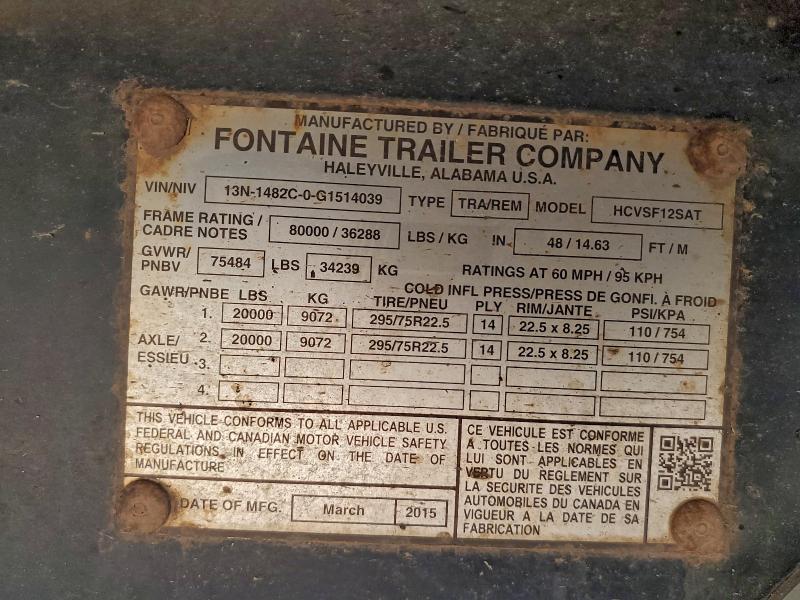 MANUFACTURED BY / FABRIQUÉ PAR:
FONTAINE TRAILER COMPANY
HALEYVILLE, ALABAMA U.S.A.
VIN/NIV 13N-1482C-0-G1514039 TYPE TRA/REM MODEL HCVSF12SAT
FRAME RATING / CADRE NOTES 80000 / 36288 LBS / KG IN 48 / 14.63 FT / M
GVWR/ PNBV 75484 LBS 34239 KG RATINGS AT 60 MPH / 95 KPH
COLD INFL PRESS/PRESS DE GONFI. À FROID
GAWR/PNBE LBS KG TIRE/PNEU PLY RIM/JANTE PSI/KPA
1. 20000 9072 295/75R22.5 14 22.5 x 8.25 110 / 754
AXLE/ ESSIEU
2. 20000 9072 295/75R22.5 14 22.5 x 8.25 110 / 754
3.
4.
THIS VEHICLE CONFORMS TO ALL APPLICABLE U.S.
FEDERAL AND CANADIAN MOTOR VEHICLE SAFETY
REGULATIONS IN EFFECT ON THE DATE OF
MANUFACTURE
DATE OF MFG. March 2015
CE VEHICULE EST CONFORME
A TOUTES LES NORMES QUI
LUI SONT APPLICABLES EN
VERTU DU REGLEMENT SUR
LA SECURITE DES VEHICULES
AUTOMOBILES DU CANADA EN
VIGUEUR A LA DATE DE SA
FABRICATION